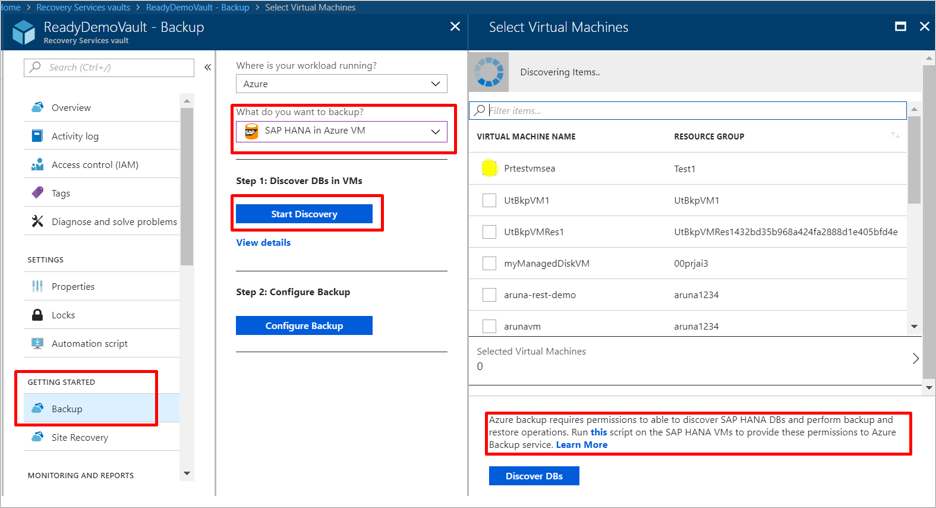 Home > Recovery Services vaults > ReadyDemoVault - Backup > Select Virtual Machines
ReadyDemoVault - Backup
Recovery Services vault
Search (Ctrl+/)
Overview
Activity log
Access control (IAM)
Tags
Diagnose and solve problems
SETTINGS
Properties
Locks
Automation script
GETTING STARTED
Backup
Site Recovery
MONITORING AND REPORTS
Where is your workload running?
Azure
What do you want to backup?
SAP HANA in Azure VM
Step 1: Discover DBs in VMs
Start Discovery
View details
Step 2: Configure Backup
Configure Backup
Select Virtual Machines
Discovering Items..
Filter items...
VIRTUAL MACHINE NAME RESOURCE GROUP
Prtestvmsea Test1
UtBkpVM1 UtBkpVM1
UtBkpVMRes1 UtBkpVMRes1432bd35b968a424fa2888d1e405bfd4e
myManagedDiskVM 00prjai3
aruna-rest-demo aruna1234
arunavm aruna1234
Selected Virtual Machines
0
Azure backup requires permissions to able to discover SAP HANA DBs and perform backup and
restore operations. Run this script on the SAP HANA VMs to provide these permissions to Azure
Backup service. Learn More
Discover DBs